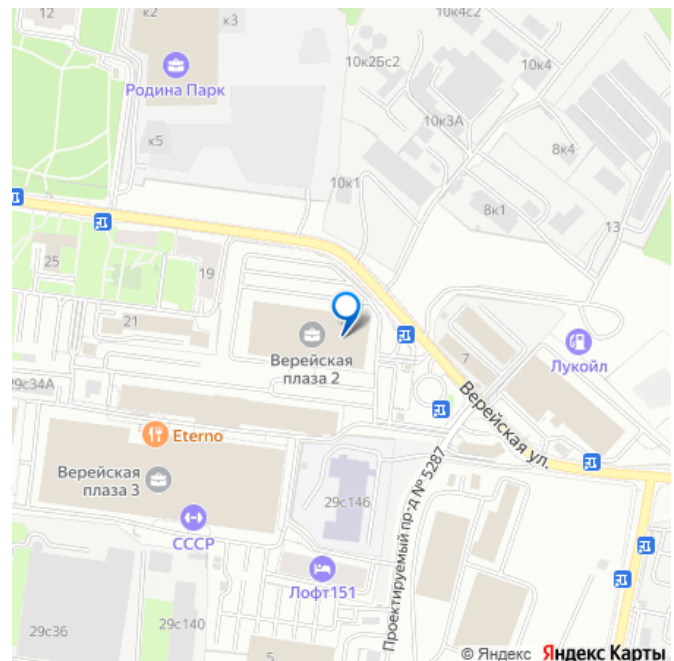 12
к2
к3
10к4с2
10к2Бс2
10к4
Родина Парк
10к3А
к5
8к4
10к1
8к1
13
25
19
21
Верейская
плаза 2
7
Лукойл
29с34А
Верейская ул.
Eterno
Верейская
плаза 3
29с146
Проектируемый пр-д № 5287
СССР
Лофт151
29с36
29с140
5
© Яндекс Яндекс Карты